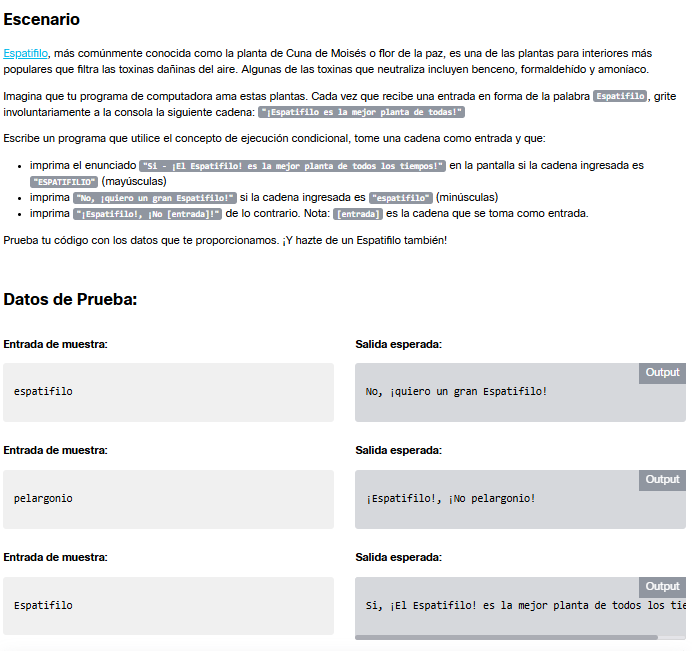 Escenario
Espatifilo, más comúnmente conocida como la planta de Cuna de Moisés o flor de la paz, es una de las plantas para interiores más
populares que filtra las toxinas dañinas del aire. Algunas de las toxinas que neutraliza incluyen benceno, formaldehído y amoníaco.
Imagina que tu programa de computadora ama estas plantas. Cada vez que recibe una entrada en forma de la palabra Espatifilo, grite
involuntariamente a la consola la siguiente cadena: "¡Espatifilo es la mejor planta de todas!"
Escribe un programa que utilice el concepto de ejecución condicional, tome una cadena como entrada y que:
• imprima el enunciado "Si - ¡El Espatifilo! es la mejor planta de todos los tiempos!" en la pantalla si la cadena ingresada es
"ESPATIFILIO" (mayúsculas)
• imprima "No, ¡quiero un gran Espatifilo!" si la cadena ingresada es "espatifilo" (minúsculas)
• imprima "¡Espatifilo!, ¡No [entrada]!" de lo contrario. Nota: [entrada] es la cadena que se toma como entrada.
Prueba tu código con los datos que te proporcionamos. ¡Y hazte de un Espatifilo también!
Datos de Prueba:
Entrada de muestra:
Salida esperada:
Output
espatifilo
No, ¡quiero un gran Espatifilo!
Entrada de muestra:
Salida esperada:
Output
pelargonio
¡Espatifilo!, ¡No pelargonio!
Entrada de muestra:
Salida esperada:
Output
Espatifilo
Si, ¡El Espatifilo! es la mejor planta de todos los tie